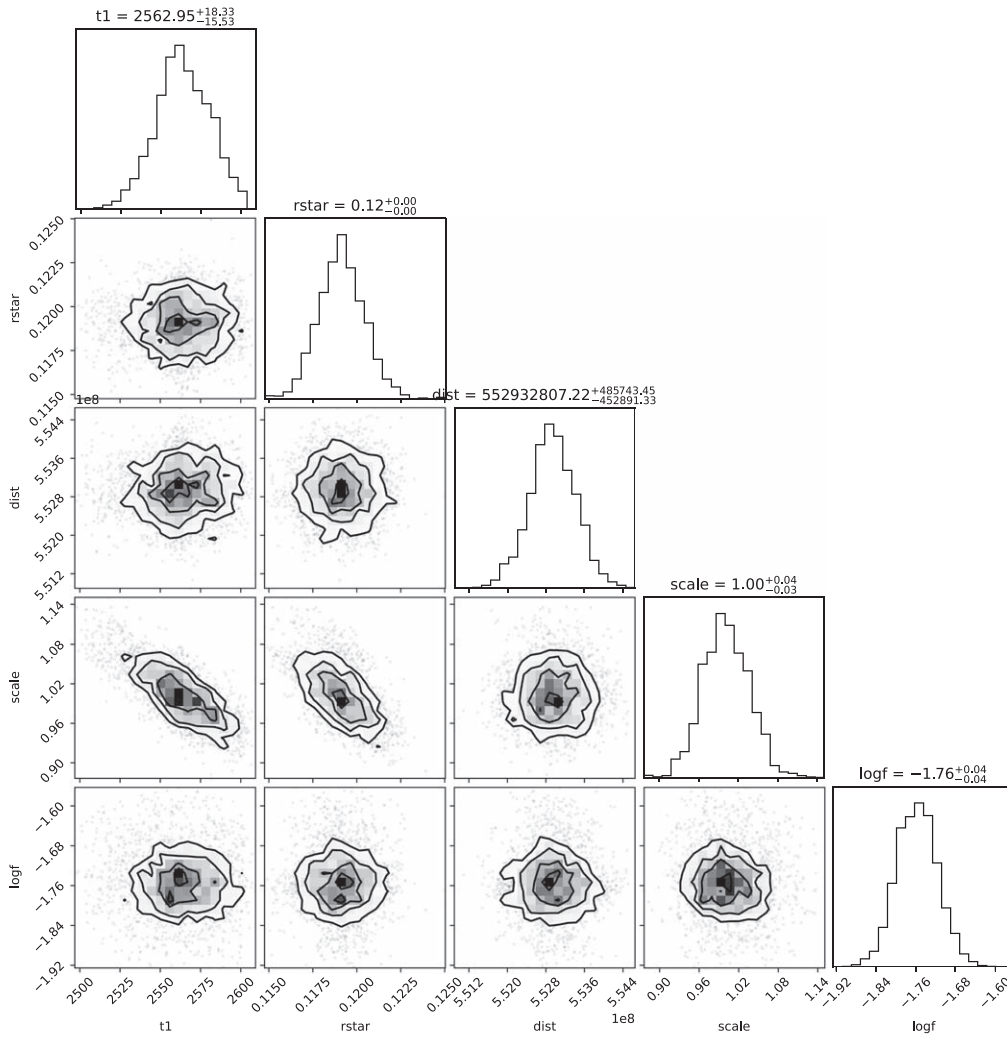 t1 = 2562.95+18.33−15.53
rstar = 0.12+0.00−0.00
0.1250
0.1225
0.1200
0.1175
0.1150
rstar
dist = 552932807.22+485743.45−452891.33
1e8
5.544
5.536
5.528
5.520
5.512
dist
scale = 1.00+0.04−0.03
1.14
1.08
1.02
0.96
0.90
scale
logf = −1.76+0.04−0.04
−1.60
−1.68
−1.76
−1.84
−1.92
logf
2500 2525 2550 2575 2600
0.1150 0.1175 0.1200 0.1225 0.1250
5.512 5.520 5.528 5.536 5.544
0.90 0.96 1.02 1.08 1.14
−1.92 −1.84 −1.76 −1.68
1e8
t1 rstar dist scale logf